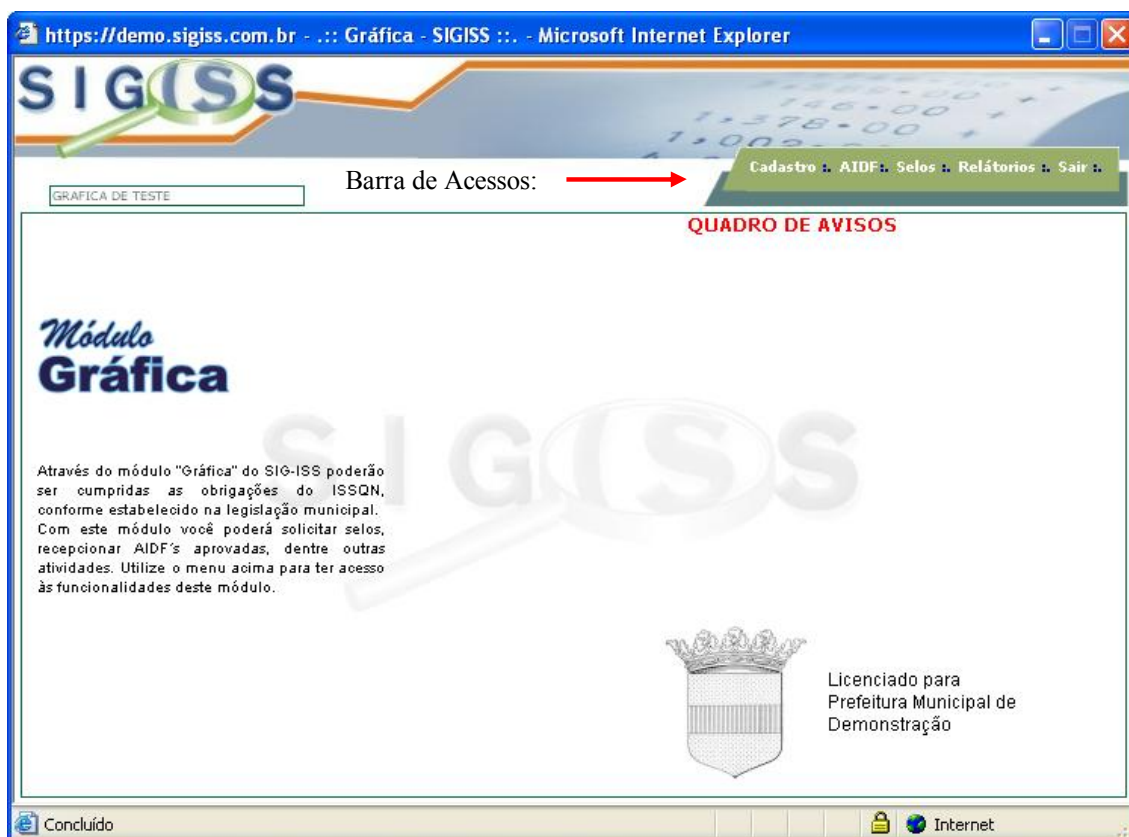 https://demo.sigiss.com.br - .:: Gráfica - SIGISS ::. - Microsoft Internet Explorer
SIGISS
1,378.00
Cadastro :. AIDF:. Selos :. Relátorios :. Sair :.
Barra de Acessos:
GRAFICA DE TESTE
QUADRO DE AVISOS
Módulo
Gráfica
SIGISS
Através do módulo "Gráfica" do SIG-ISS poderão
ser cumpridas as obrigações do ISSQN,
conforme estabelecido na legislação municipal.
Com este módulo você poderá solicitar selos,
recepcionar AIDF´s aprovadas, dentre outras
atividades. Utilize o menu acima para ter acesso
às funcionalidades deste módulo.
Licenciado para
Prefeitura Municipal de
Demonstração
Concluído
Internet